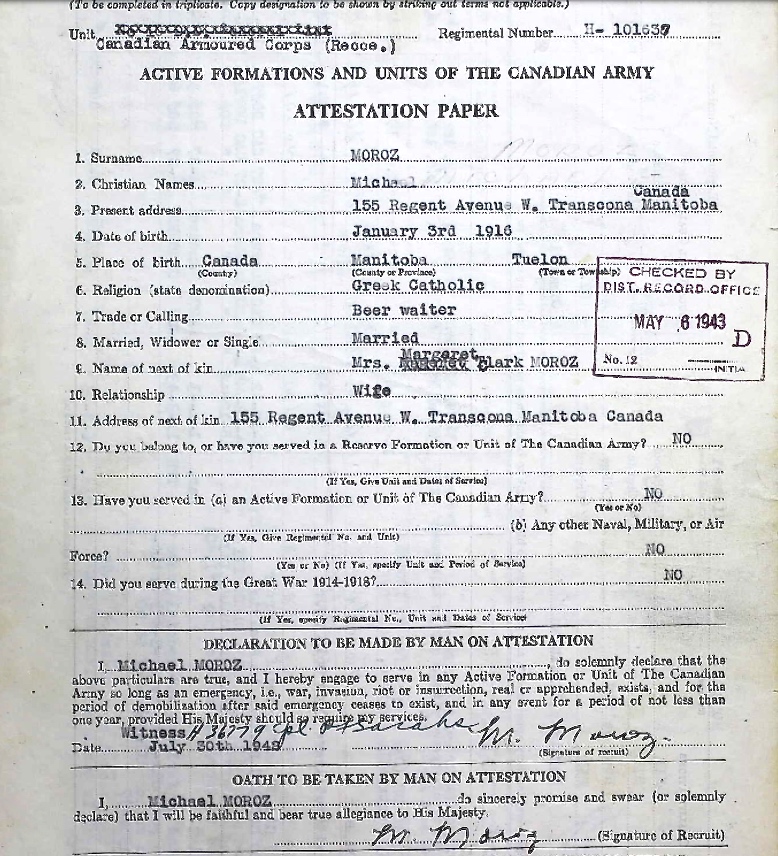 (To be completed in triplicate. Copy designation to be shown by striking out terms not applicable.)
Unit Regimental Number H- 101637
Canadian Armoured Corps (Recce.)
ACTIVE FORMATIONS AND UNITS OF THE CANADIAN ARMY
ATTESTATION PAPER
1. Surname MOROZ
2. Christian Names Michael
Canada
3. Present address 155 Regent Avenue W. Transcona Manitoba
4. Date of birth January 3rd 1916
5. Place of birth Canada Manitoba Tuelon
(Country) (County or Province) (Town or Township)
6. Religion (state denomination) Greek Catholic
7. Trade or Calling Beer waiter
8. Married, Widower or Single Married
Margaret
9. Name of next of kin Mrs. Clark MOROZ
10. Relationship Wife
11. Address of next of kin 155 Regent Avenue W. Transcona Manitoba Canada
CHECKED BY
DIST. RECORD OFFICE
MAY 6 1943
D
No. 12
INITIA
12. Do you belong to, or have you served in a Reserve Formation or Unit of The Canadian Army? NO
(If Yes, Give Unit and Dates of Service)
13. Have you served in (a) an Active Formation or Unit of The Canadian Army? NO
(Yes or No)
(b) Any other Naval, Military, or Air
(If Yes, Give Regimental No. and Unit)
Force? NO
(Yes or No) (If Yes, specify Unit and Period of Service)
14. Did you serve during the Great War 1914-1918? NO
(If Yes, specify Regimental No., Unit and Dates of Service)
DECLARATION TO BE MADE BY MAN ON ATTESTATION
I, Michael MOROZ, do solemnly declare that the
above particulars are true, and I hereby engage to serve in any Active Formation or Unit of The Canadian
Army so long as an emergency, i.e., war, invasion, riot or insurrection, real or apprehended, exists, and for the
period of demobilization after said emergency ceases to exist, and in any event for a period of not less than
one year, provided His Majesty should so require my services.
Witness H 36779 Cpl M. Moroz.
Date July 30th 1942 (Signature of recruit)
OATH TO BE TAKEN BY MAN ON ATTESTATION
I, Michael MOROZ do sincerely promise and swear (or solemnly
declare) that I will be faithful and bear true allegiance to His Majesty.
M. Moroz (Signature of Recruit)